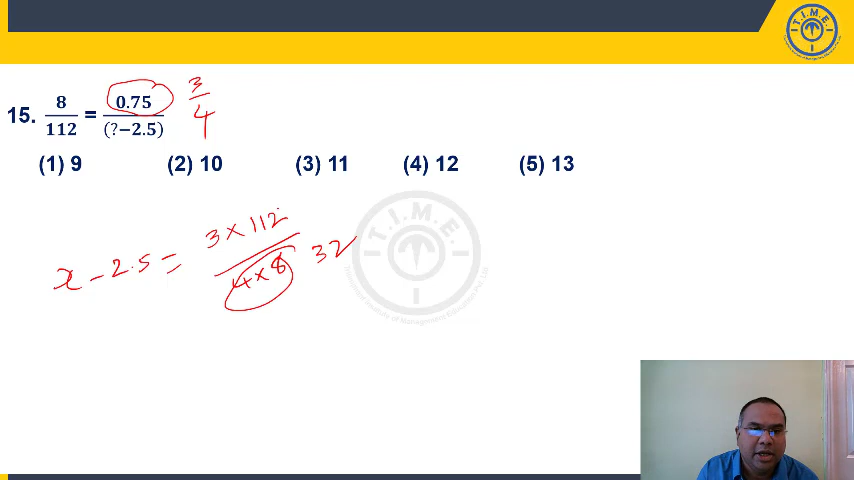 T.I.M.E.
15. 8/112 = 0.75/(?−2.5) 3/4
(1) 9 (2) 10 (3) 11 (4) 12 (5) 13
x − 2.5 = 3 × 112 / 4 × 8 32
T.I.M.E.